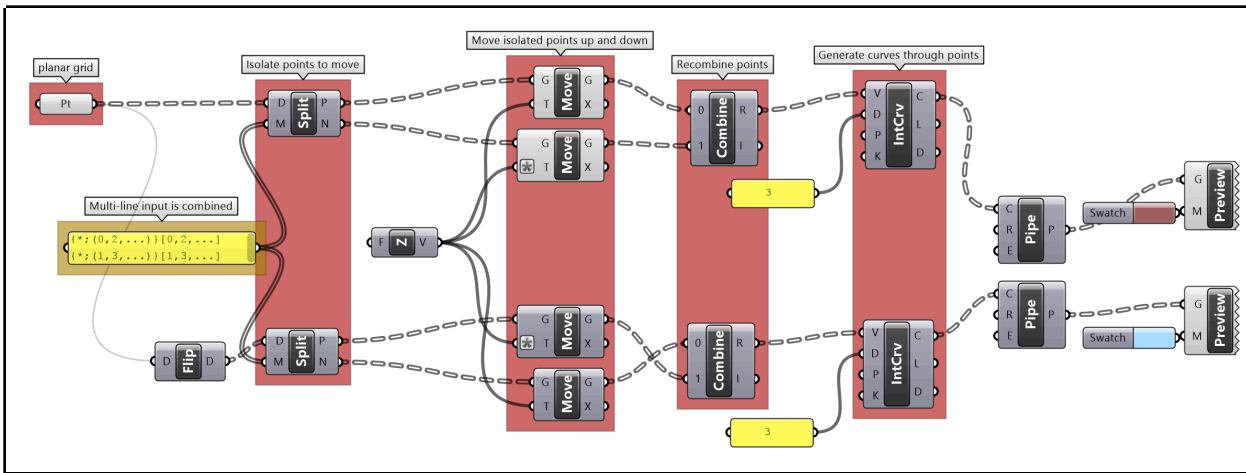 planar grid
Pt
Multi-line input is combined
{*;(0,2,...)}[0,2,...]
{*;(1,3,...)}[1,3,...]
D Flip D
Isolate points to move
D M Split P N
D M Split P N
F Z V
Move isolated points up and down
G T Move G X
G T Move G X
G T Move G X
G T Move G X
Recombine points
0 1 Combine R I
0 1 Combine R I
3
3
Generate curves through points
V D P K IntCrv C L D
V D P K IntCrv C L D
C R E Pipe P
C R E Pipe P
Swatch
G M Preview
Swatch
G M Preview